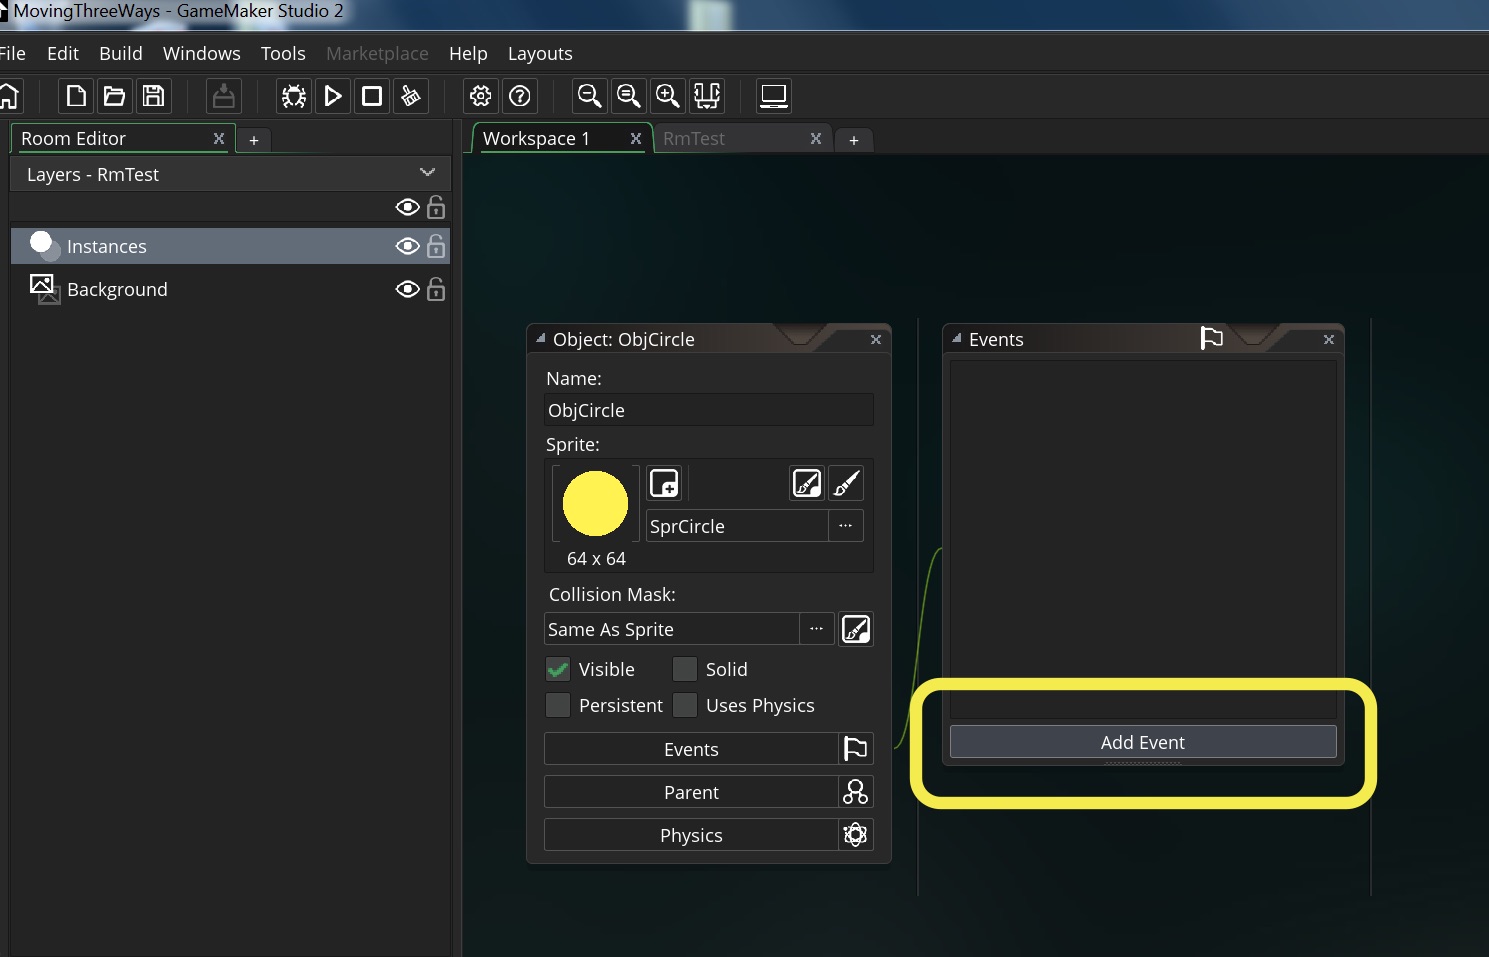 MovingThreeWays - GameMaker Studio 2
File Edit Build Windows Tools Marketplace Help Layouts
Room Editor
Workspace 1
RmTest
Layers - RmTest
Instances
Background
Object: ObjCircle
Name:
ObjCircle
Sprite:
SprCircle
64 x 64
Collision Mask:
Same As Sprite
Visible
Solid
Persistent
Uses Physics
Events
Parent
Physics
Events
Add Event